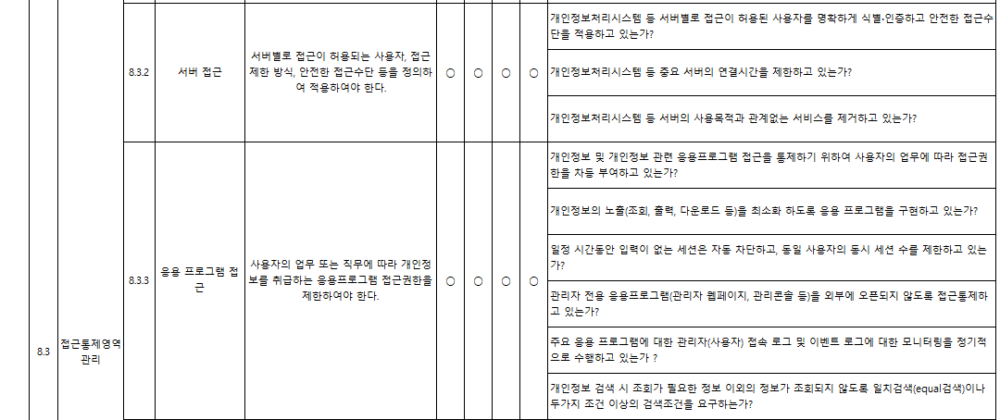 개인정보처리시스템 등 서버별로 접근이 허용된 사용자를 명확하게 식별·인증하고 안전한 접근수
단을 적용하고 있는가?
8.3.2
서버 접근
서버별로 접근이 허용되는 사용자, 접근
제한 방식, 안전한 접근수단 등을 정의하
여 적용하여야 한다.
○ ○ ○ ○
개인정보처리시스템 등 중요 서버의 연결시간을 제한하고 있는가?
개인정보처리시스템 등 서버의 사용목적과 관계없는 서비스를 제거하고 있는가?
개인정보 및 개인정보 관련 응용프로그램 접근을 통제하기 위하여 사용자의 업무에 따라 접근권
한을 차등 부여하고 있는가?
개인정보의 노출(조회, 출력, 다운로드 등)을 최소화 하도록 응용 프로그램을 구현하고 있는가?
일정 시간동안 입력이 없는 세션은 자동 차단하고, 동일 사용자의 동시 세션 수를 제한하고 있는
가?
8.3.3
응용 프로그램 접
근
사용자의 업무 또는 직무에 따라 개인정
보를 취급하는 응용프로그램 접근권한을
제한하여야 한다.
○ ○ ○ ○
관리자 전용 응용프로그램(관리자 웹페이지, 관리콘솔 등)을 외부에 오픈되지 않도록 접근통제하
고 있는가?
8.3
접근통제영역
관리
주요 응용 프로그램에 대한 관리자(사용자) 접속 로그 및 이벤트 로그에 대한 모니터링을 정기적
으로 수행하고 있는가 ?
개인정보 검색 시 조회가 필요한 정보 이외의 정보가 조회되지 않도록 일치검색(equal검색)이나
두가지 조건 이상의 검색조건을 요구하는가?